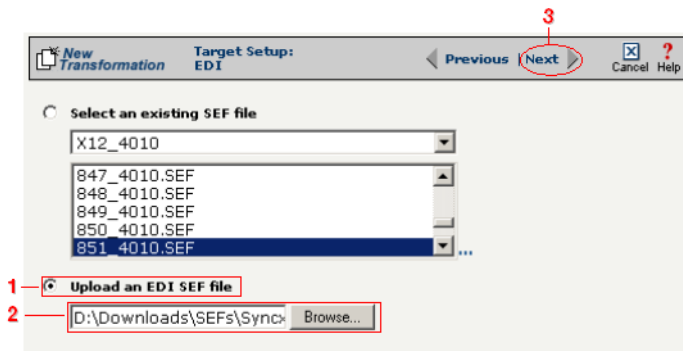 3
New Transformation
Target Setup: EDI
Previous | Next
Cancel Help
Select an existing SEF file
X12_4010
847_4010.SEF
848_4010.SEF
849_4010.SEF
850_4010.SEF
851_4010.SEF
...
1 Upload an EDI SEF file
2 D:\Downloads\SEFs\Sync Browse...